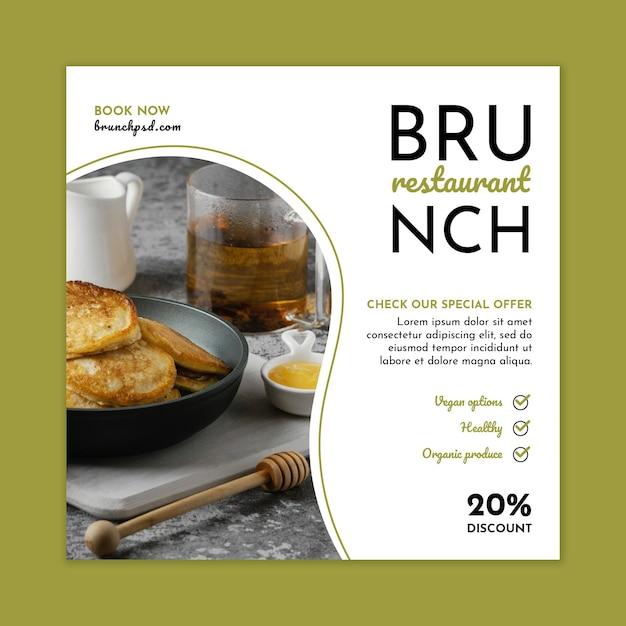 BOOK NOW
brunchpsd.com
BRU
restaurant
NCH
CHECK OUR SPECIAL OFFER
Lorem ipsum dolor sit amet,
consectetur adipiscing elit, sed do
eiusmod tempor incididunt ut
labore et dolore magna aliqua.
Vegan options
Healthy
Organic produce
20%
DISCOUNT